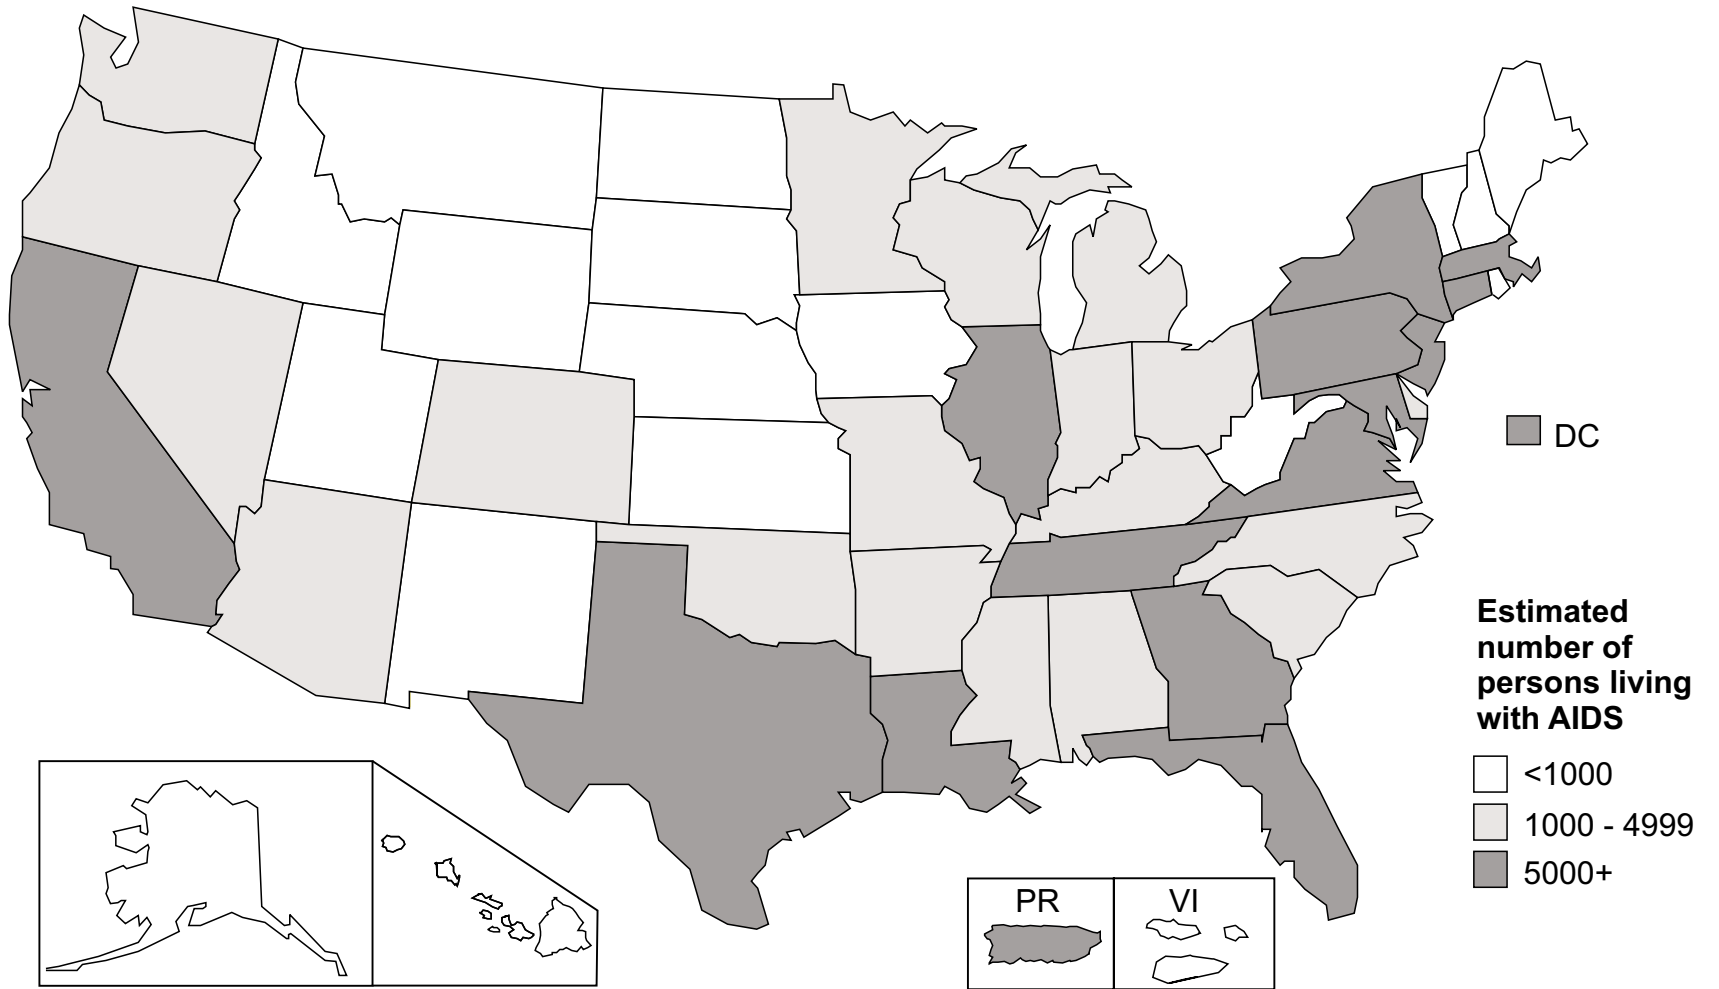 DC
Estimated
number of
persons living
with AIDS
<1000
1000 - 4999
5000+
PR
VI